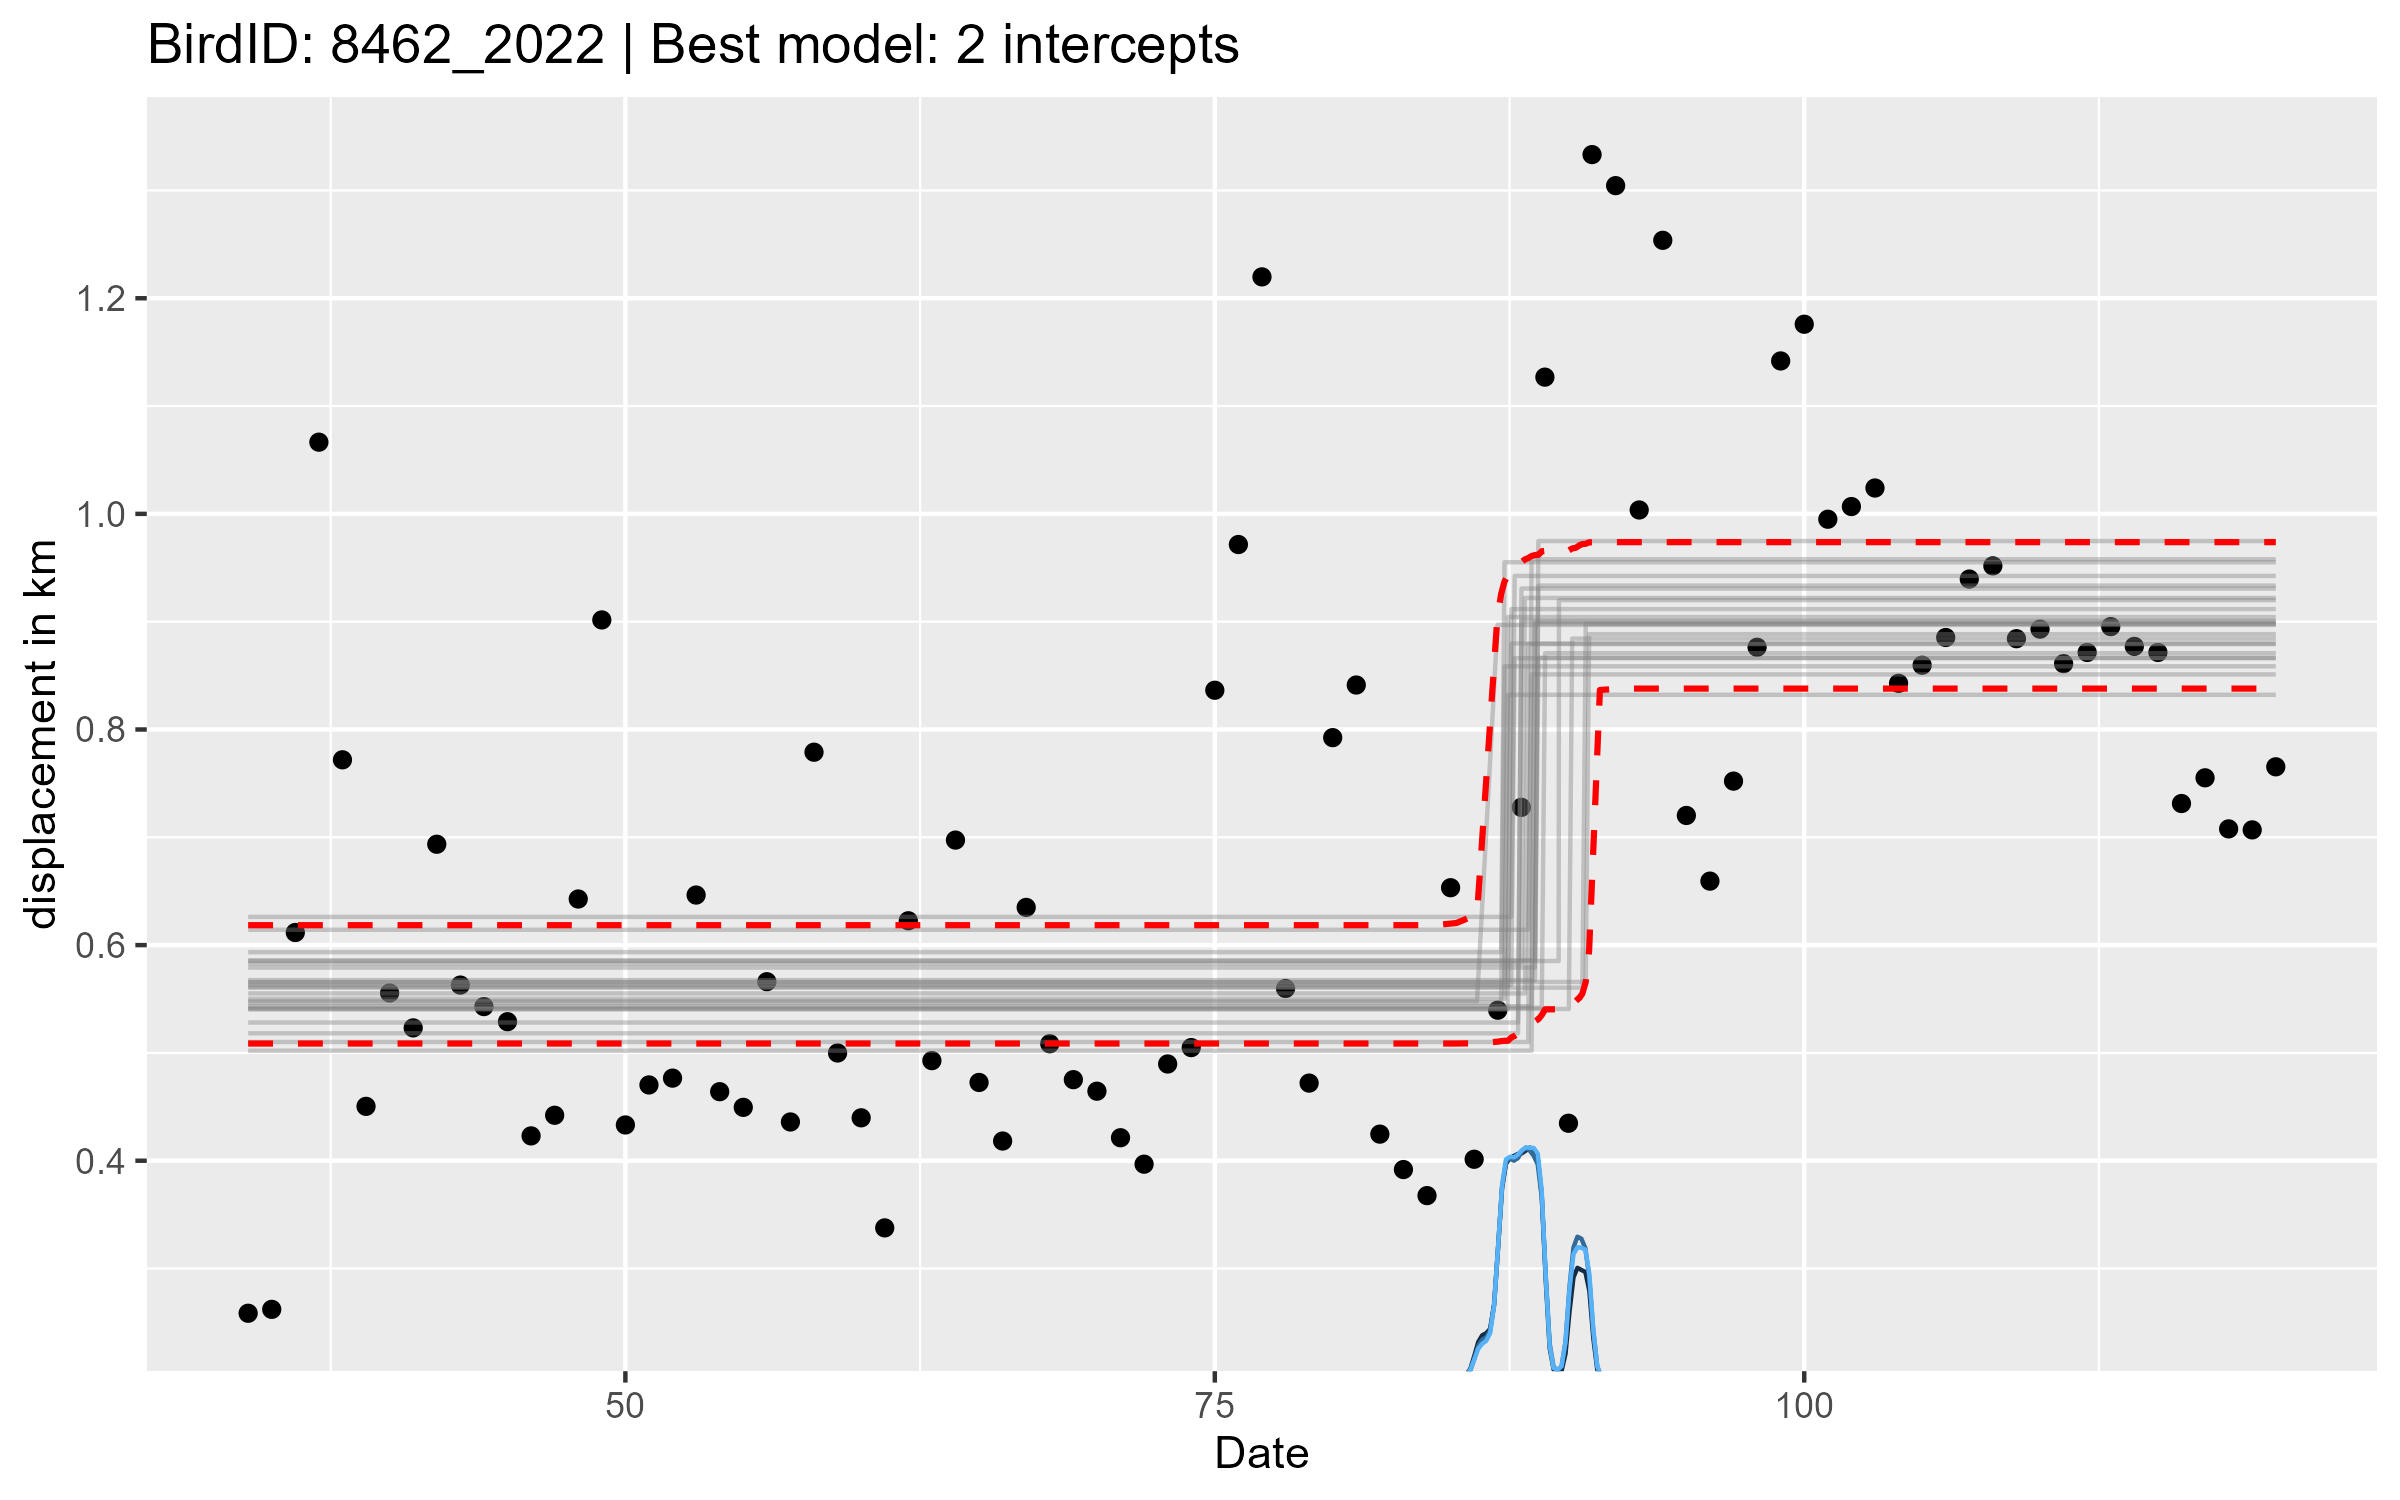 BirdID: 8462_2022 | Best model: 2 intercepts
displacement in km
1.2
1.0
0.8
0.6
0.4
50 75 100
Date